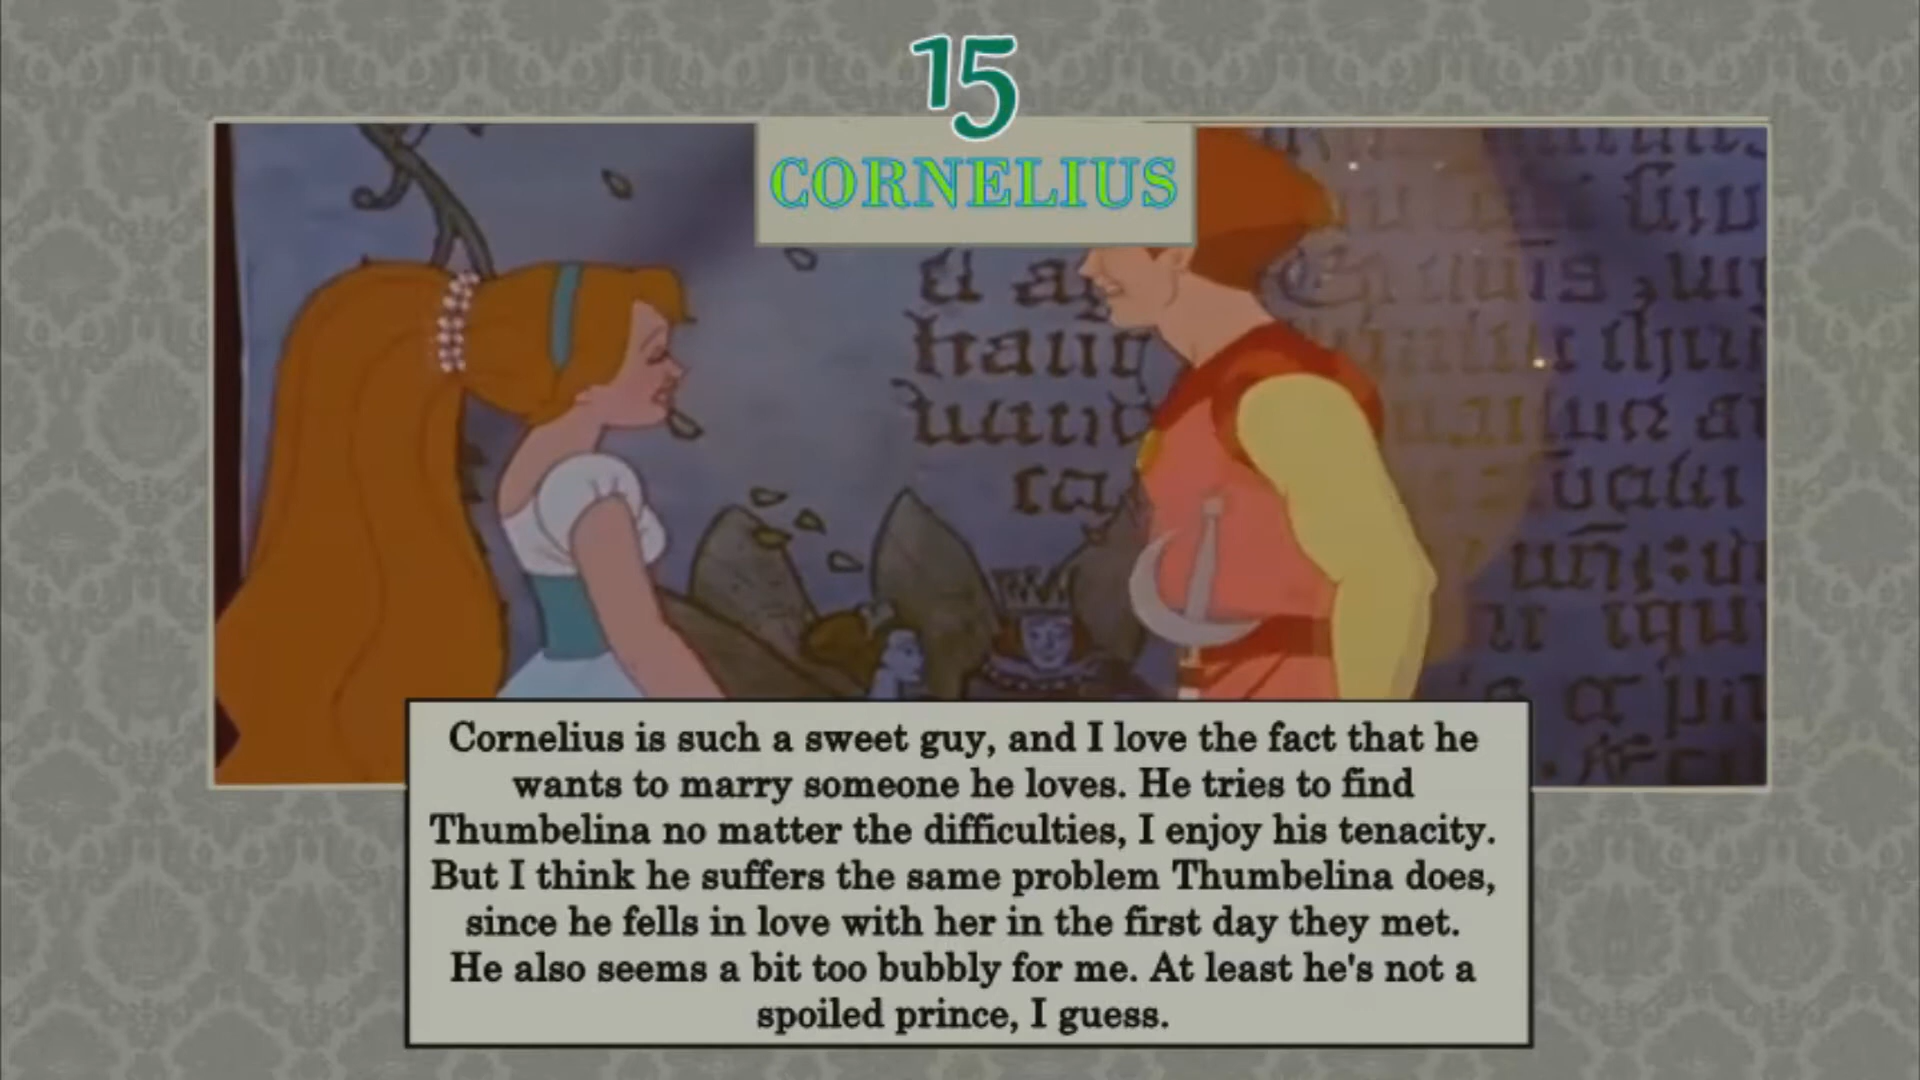 15
CORNELIUS
Cornelius is such a sweet guy, and I love the fact that he
wants to marry someone he loves. He tries to find
Thumbelina no matter the difficulties, I enjoy his tenacity.
But I think he suffers the same problem Thumbelina does,
since he fells in love with her in the first day they met.
He also seems a bit too bubbly for me. At least he's not a
spoiled prince, I guess.